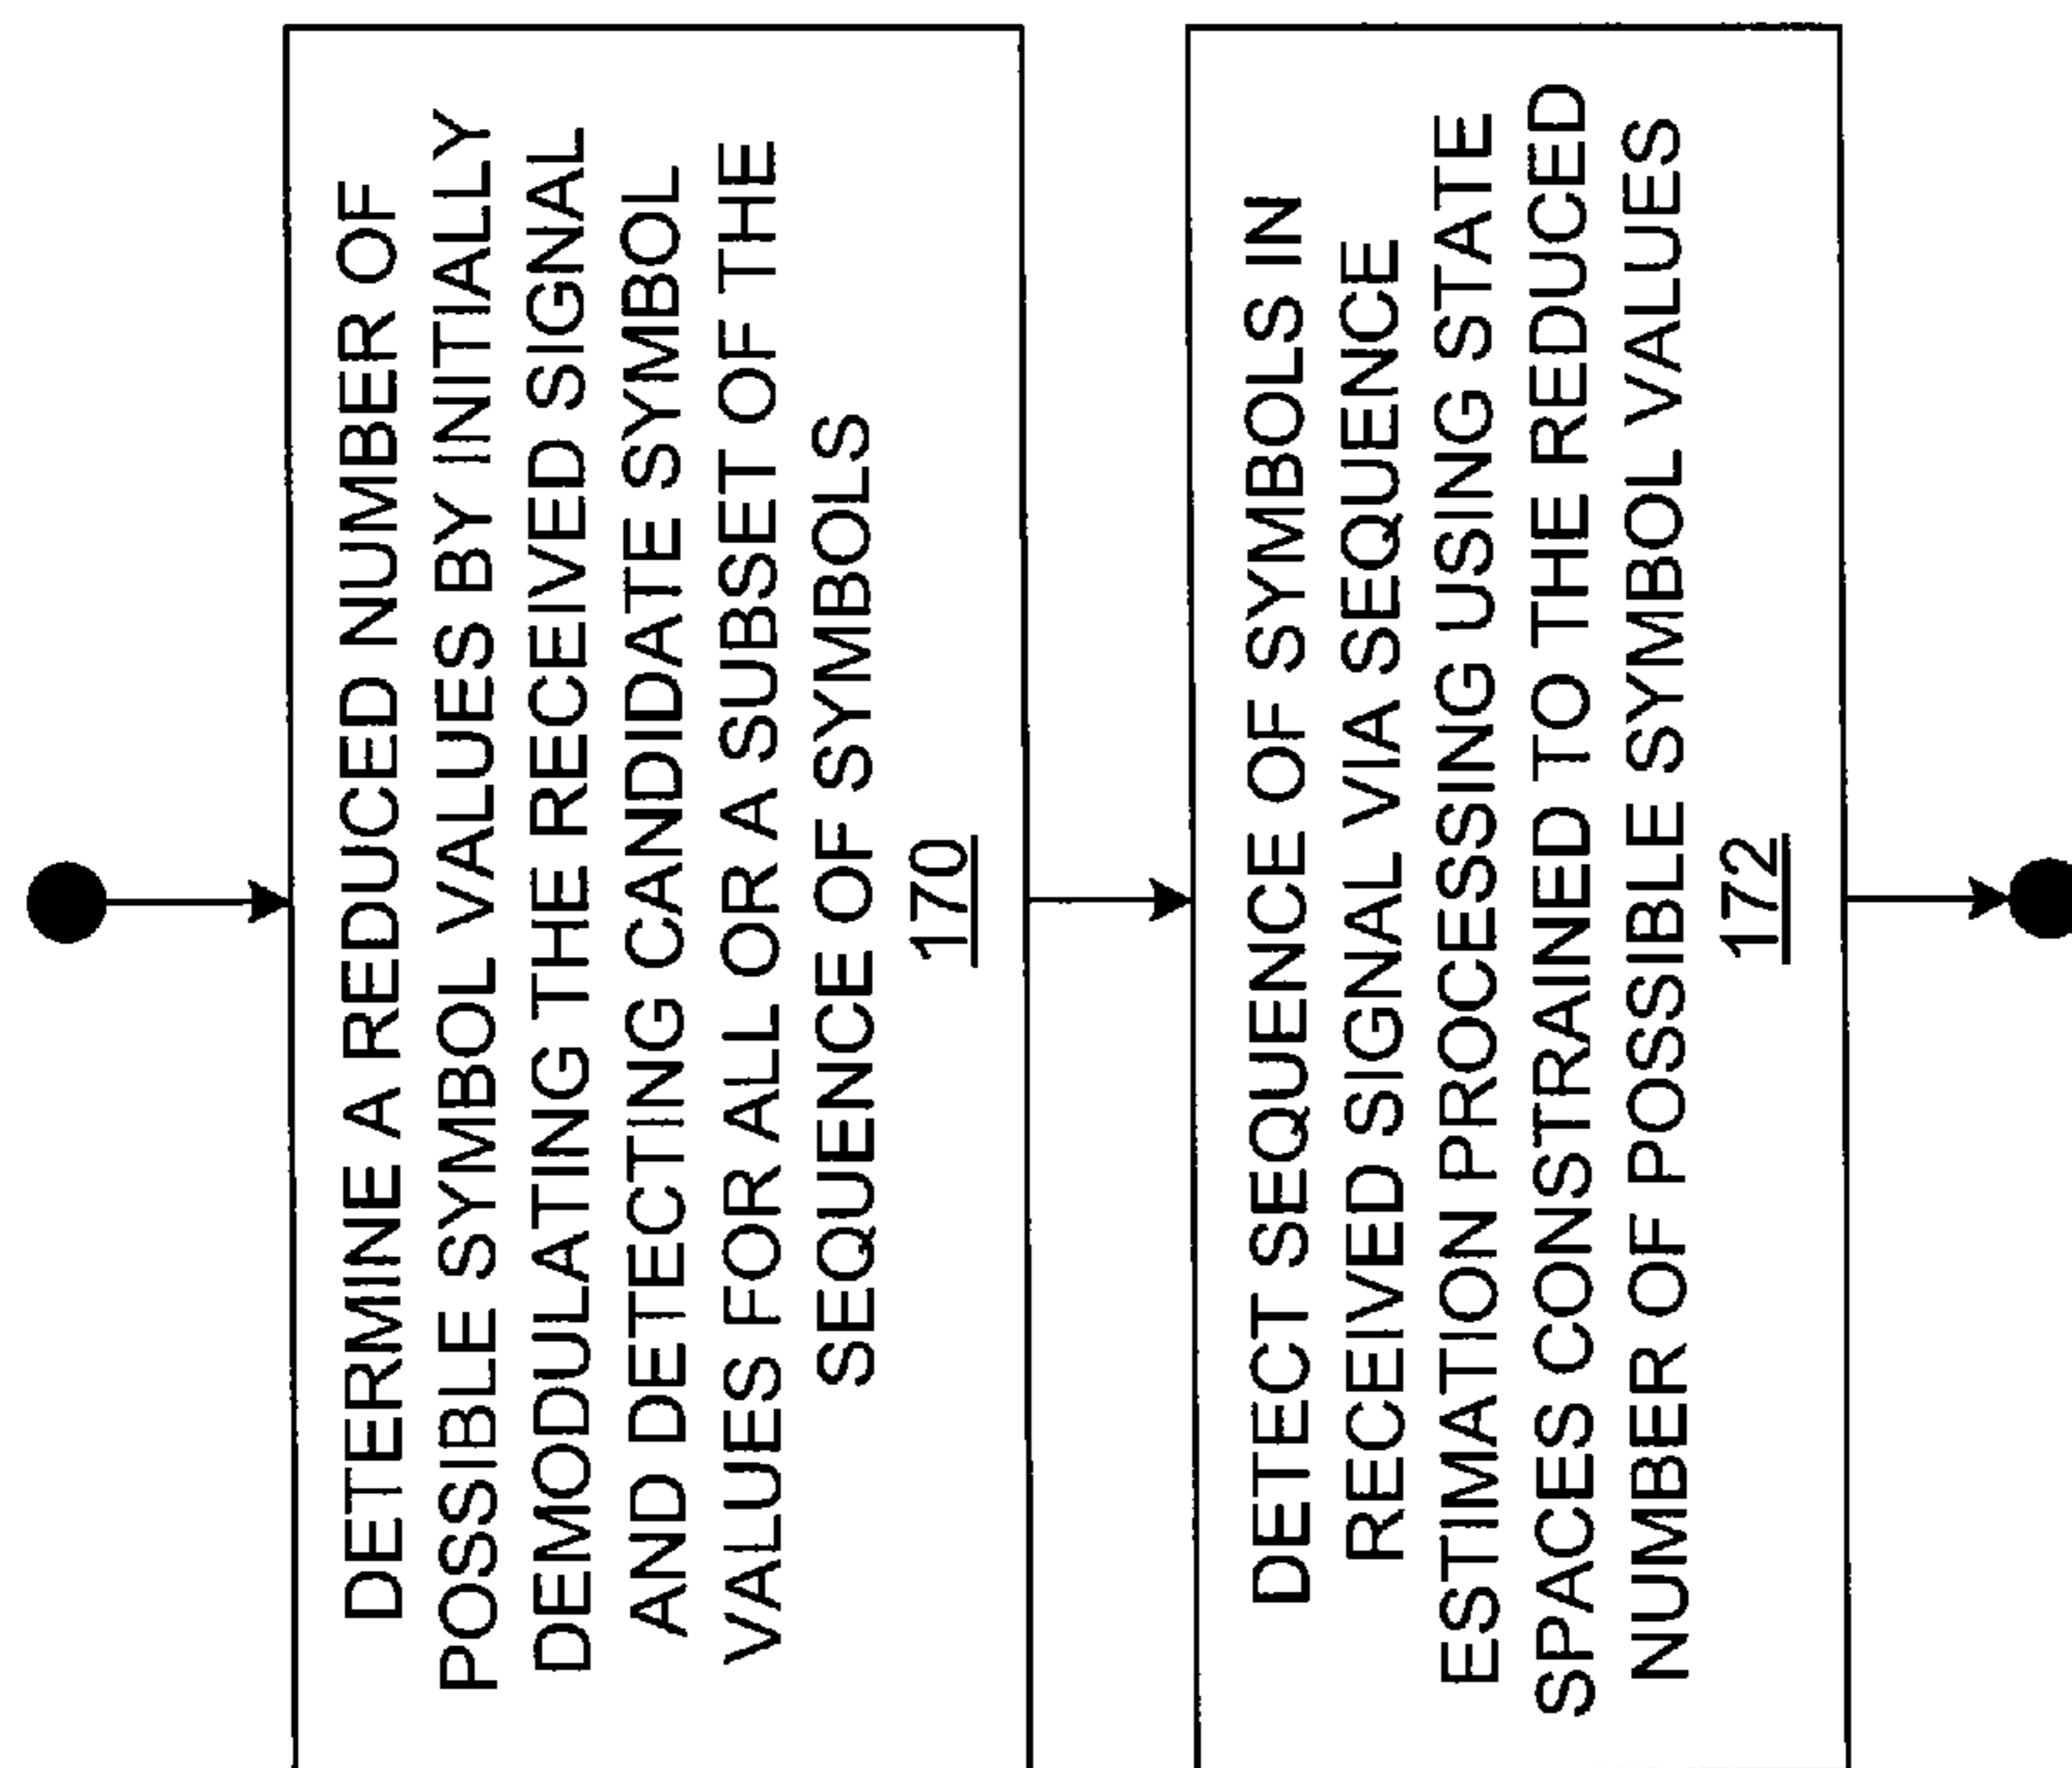 DETERMINE A REDUCED NUMBER OF
POSSIBLE SYMBOL VALUES BY INITIALLY
DEMODULATING THE RECEIVED SIGNAL
AND DETECTING CANDIDATE SYMBOL
VALUES FOR ALL OR A SUBSET OF THE
SEQUENCE OF SYMBOLS
170
DETECT SEQUENCE OF SYMBOLS IN
RECEIVED SIGNAL VIA SEQUENCE
ESTIMATION PROCESSING USING STATE
SPACES CONSTRAINED TO THE REDUCED
NUMBER OF POSSIBLE SYMBOL VALUES
172